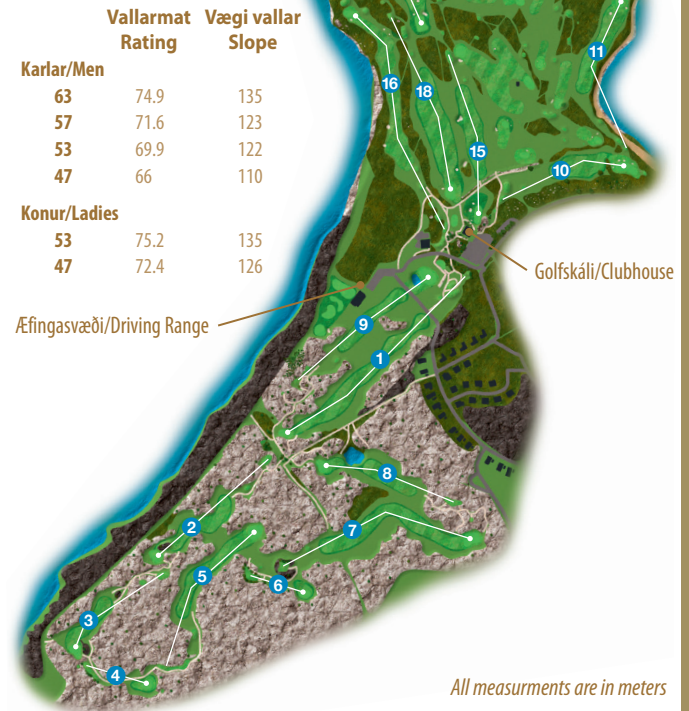 Vallarmat Vægi vallar
Rating Slope
Karlar/Men
63 74.9 135
57 71.6 123
53 69.9 122
47 66 110
Konur/Ladies
53 75.2 135
47 72.4 126
11
16
18
15
10
Golfskáli/Clubhouse
Æfingasvæði/Driving Range
9
1
8
2
7
5
6
3
4
All measurments are in meters